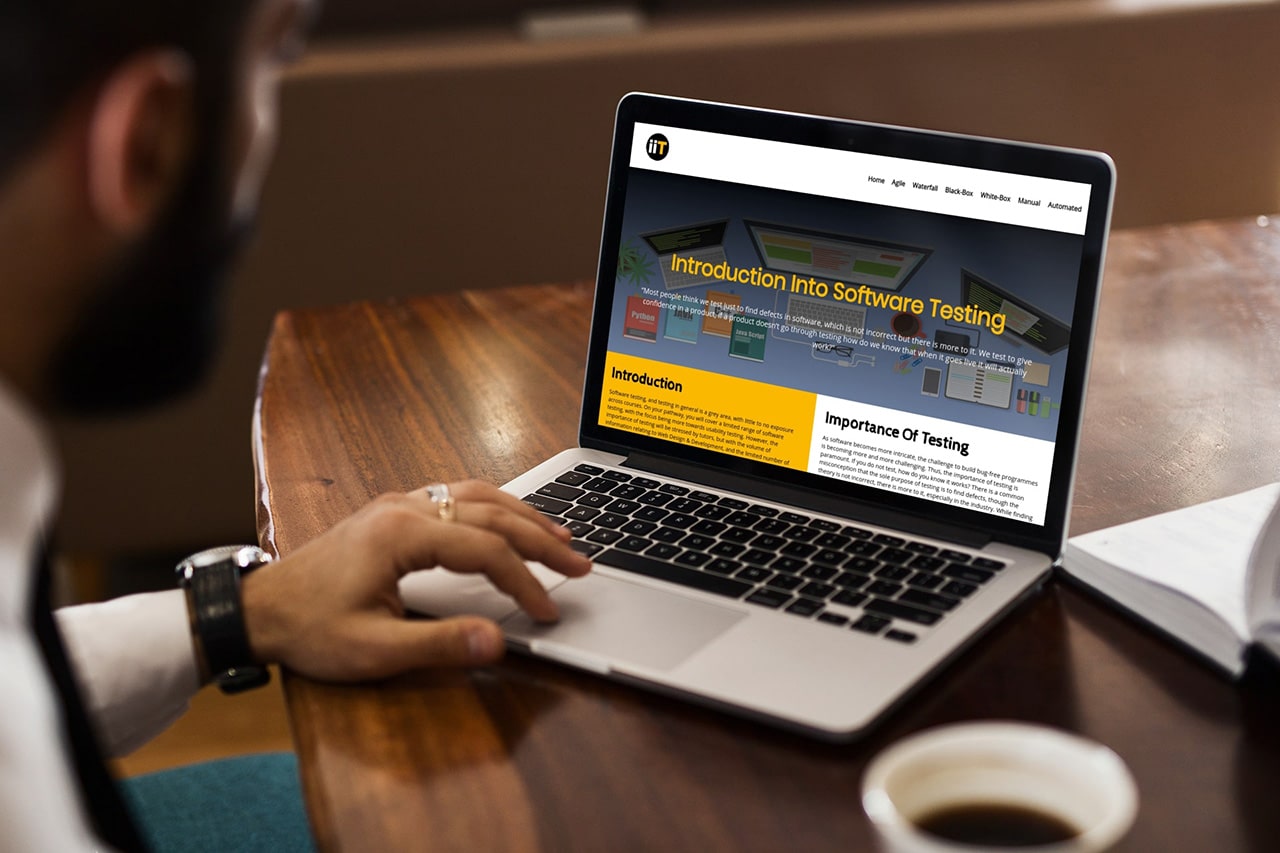 iiT
Home Agile Waterfall Black-Box White-Box Manual Automated
Introduction Into Software Testing
"Most people think we test just to find defects in software, which is not incorrect but there is more to it. We test to give
confidence in a product, if a product doesn't go through testing how do we know that when it goes live it will actually
work?"
Python
Java Script
Introduction
Software testing, and testing in general is a grey area, with little to no exposure
across courses. On your pathway, you will cover a limited range of software
testing, with the focus being more towards usability testing. However, the
importance of testing will be stressed by tutors, but with the volume of
information relating to Web Design & Development, and the limited number of
Importance Of Testing
As software becomes more intricate, the challenge to build bug-free programmes
is becoming more and more challenging. Thus, the importance of testing is
paramount. If you do not test, how do you know it works? There is a common
misconception that the sole purpose of testing is to find defects, though the
theory is not incorrect, there is more to it, especially in the industry. While finding